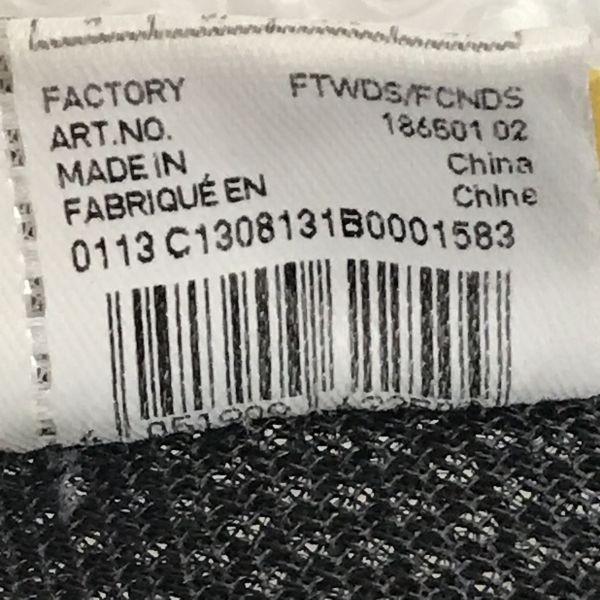 FACTORY FTWDS/FCNDS
ART.NO. 186501 02
MADE IN China
FABRIQUÉ EN Chine
0113 C1308131B0001583